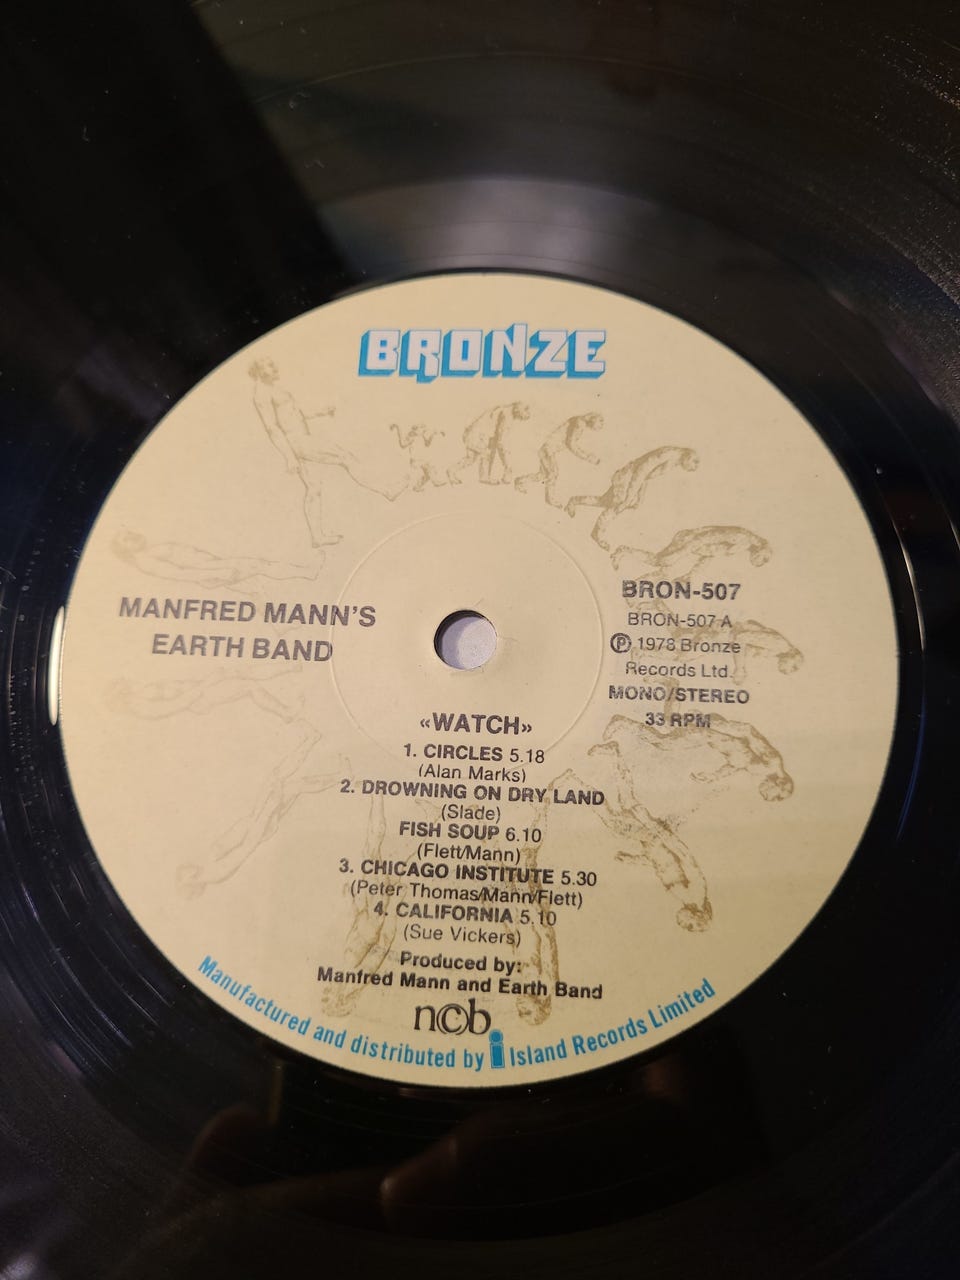 BRONZE
MANFRED MANN'S
EARTH BAND
BRON-507
BRON-507 A
Ⓟ 1978 Bronze
Records Ltd.
MONO/STEREO
33 RPM
«WATCH»
1. CIRCLES 5.18
(Alan Marks)
2. DROWNING ON DRY LAND
(Slade)
FISH SOUP 6.10
(Flett/Mann)
3. CHICAGO INSTITUTE 5.30
(Peter Thomas/Mann/Flett)
4. CALIFORNIA 5.10
(Sue Vickers)
Produced by:
Manfred Mann and Earth Band
n©b
Manufactured and distributed by i Island Records Limited